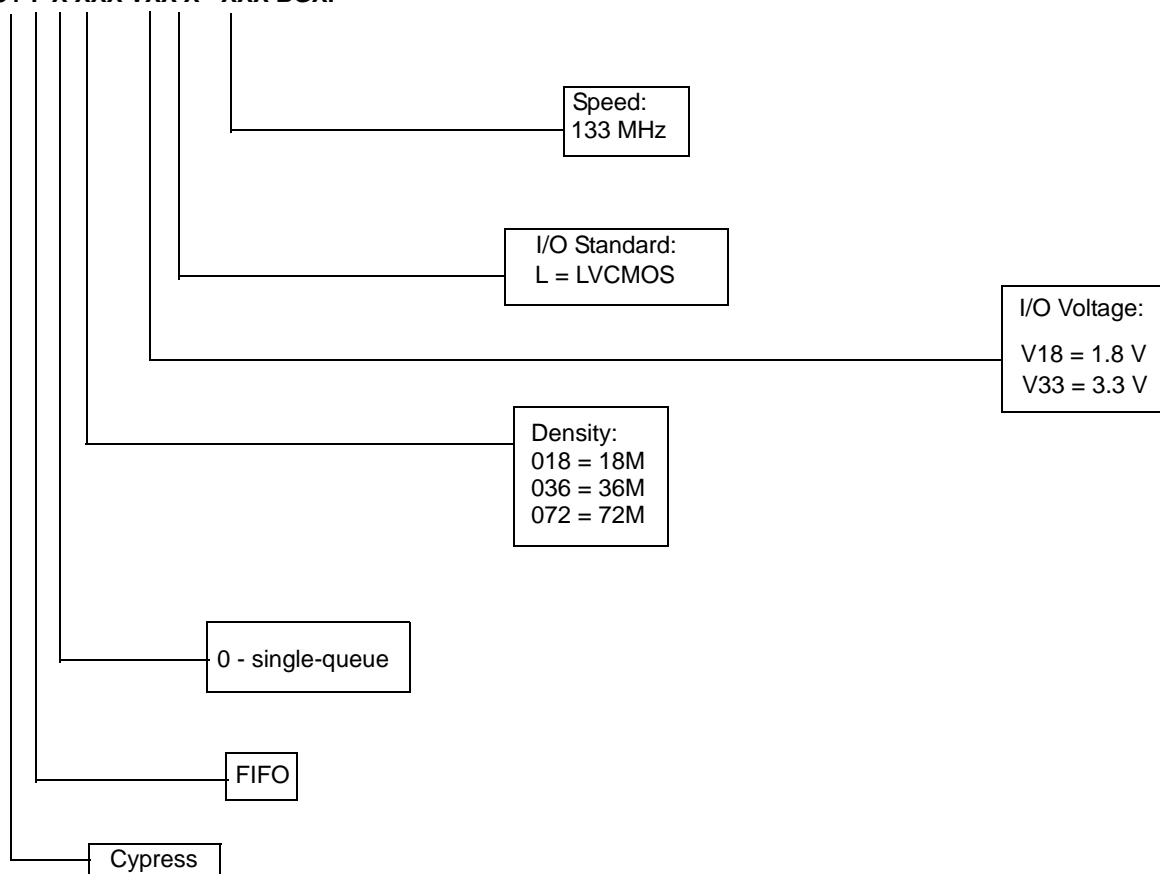 Speed:
133 MHz
I/O Standard:
L = LVCMOS
I/O Voltage:
V18 = 1.8 V
V33 = 3.3 V
Density:
018 = 18M
036 = 36M
072 = 72M
0 - single-queue
FIFO
Cypress